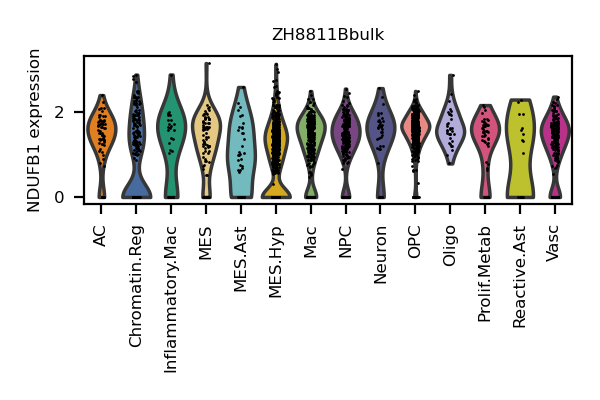 ZH8811Bbulk
NDUFB1 expression
2
0
AC
Chromatin.Reg
Inflammatory.Mac
MES
MES.Ast
MES.Hyp
Mac
NPC
Neuron
OPC
Oligo
Prolif.Metab
Reactive.Ast
Vasc